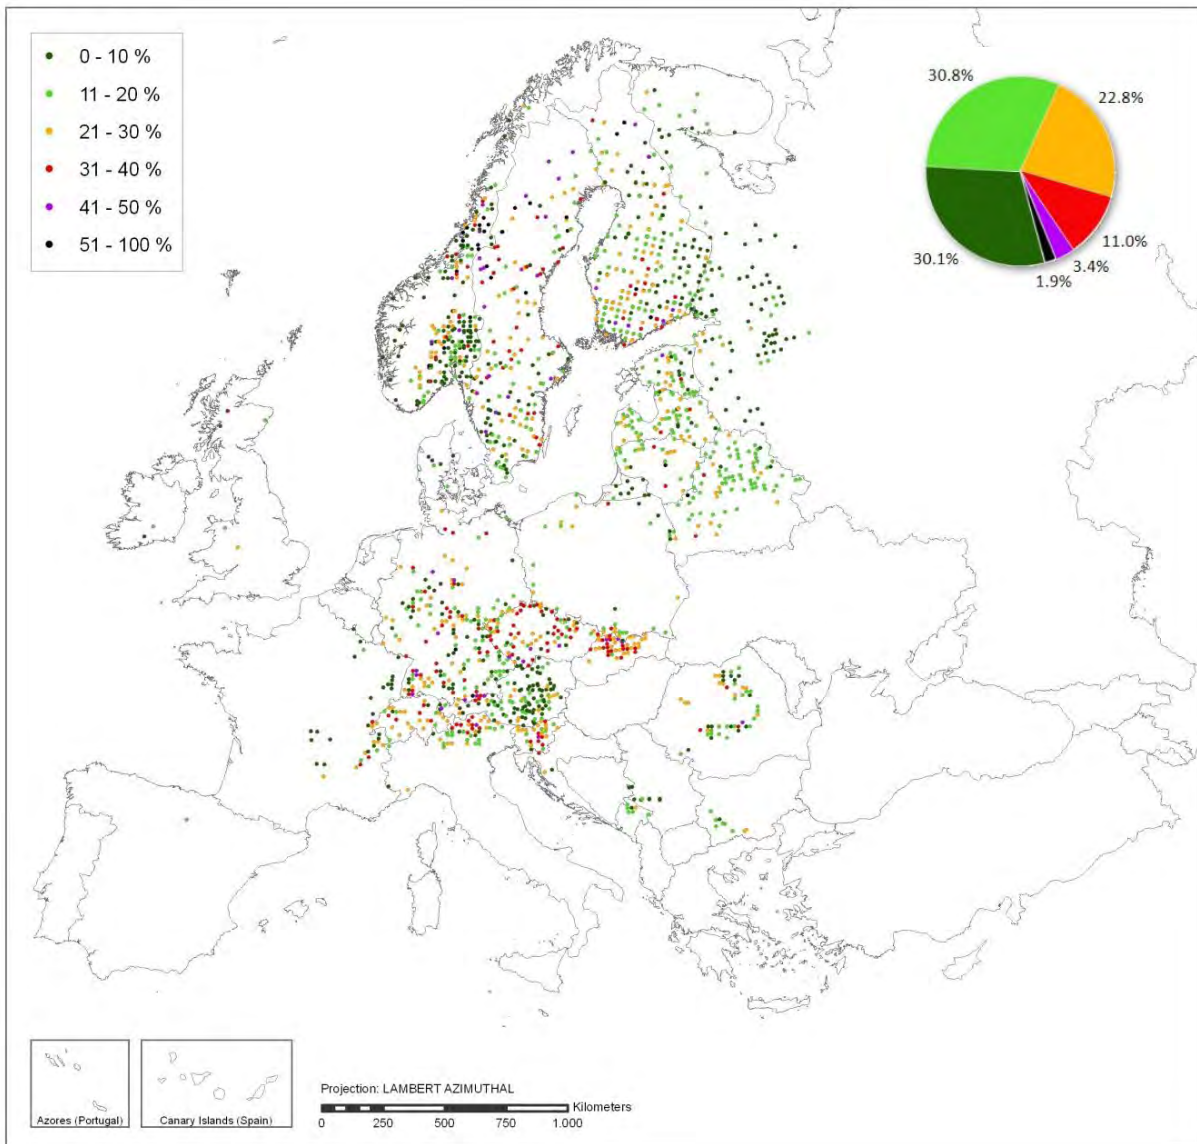 0 - 10 %
11 - 20 %
21 - 30 %
31 - 40 %
41 - 50 %
51 - 100 %
30.8%
22.8%
11.0%
3.4%
1.9%
30.1%
Azores (Portugal)
Canary Islands (Spain)
Projection: LAMBERT AZIMUTHAL
Kilometers
0 250 500 750 1.000